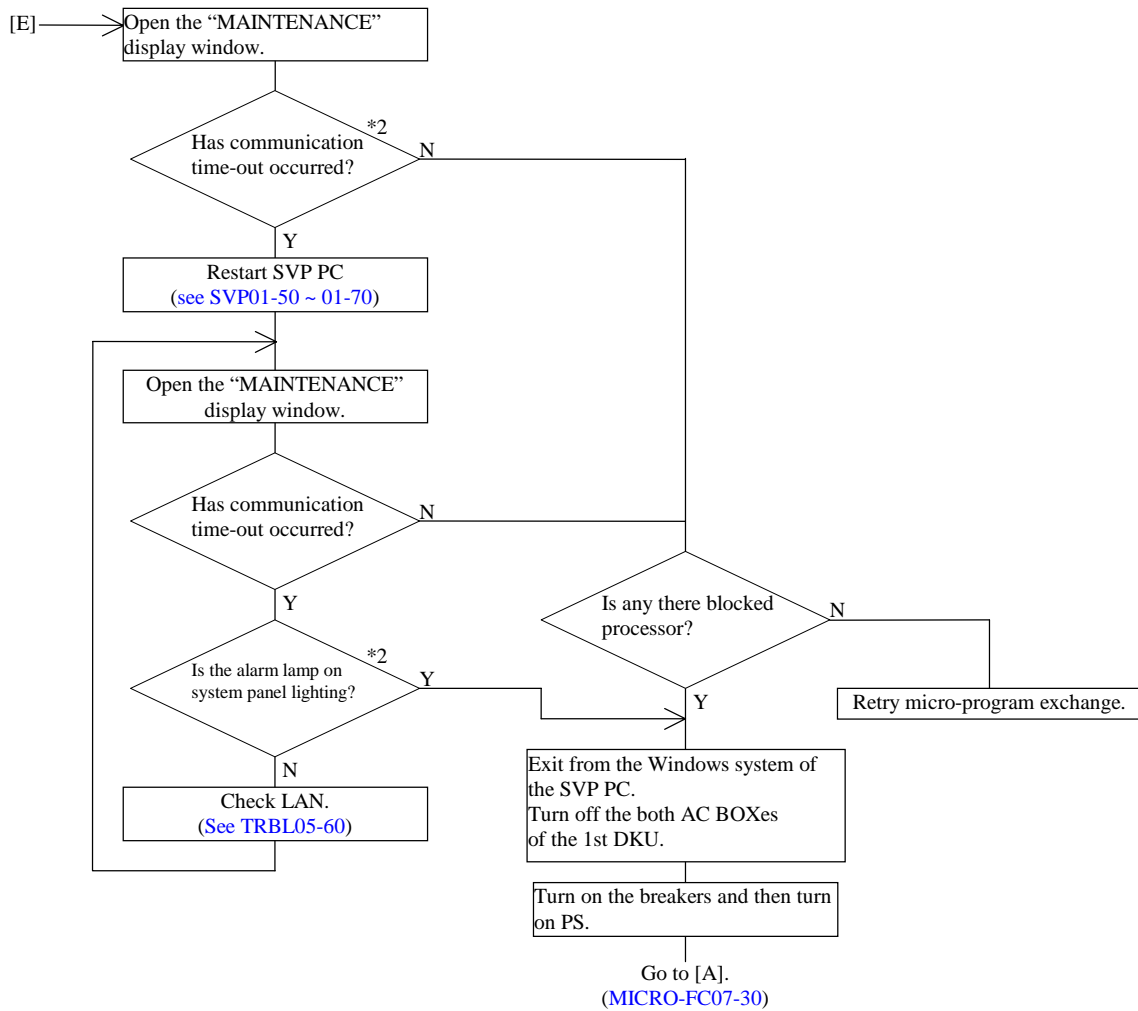 [E]
Open the “MAINTENANCE”
display window.
*2
Has communication
time-out occurred?
N
Y
Restart SVP PC
(see SVP01-50 ~ 01-70)
Open the “MAINTENANCE”
display window.
Has communication
time-out occurred?
N
Y
Is any there blocked
processor?
N
Y
*2
Is the alarm lamp on
system panel lighting?
Y
N
Retry micro-program exchange.
Check LAN.
(See TRBL05-60)
Exit from the Windows system of
the SVP PC.
Turn off the both AC BOXes
of the 1st DKU.
Turn on the breakers and then turn
on PS.
Go to [A].
(MICRO-FC07-30)